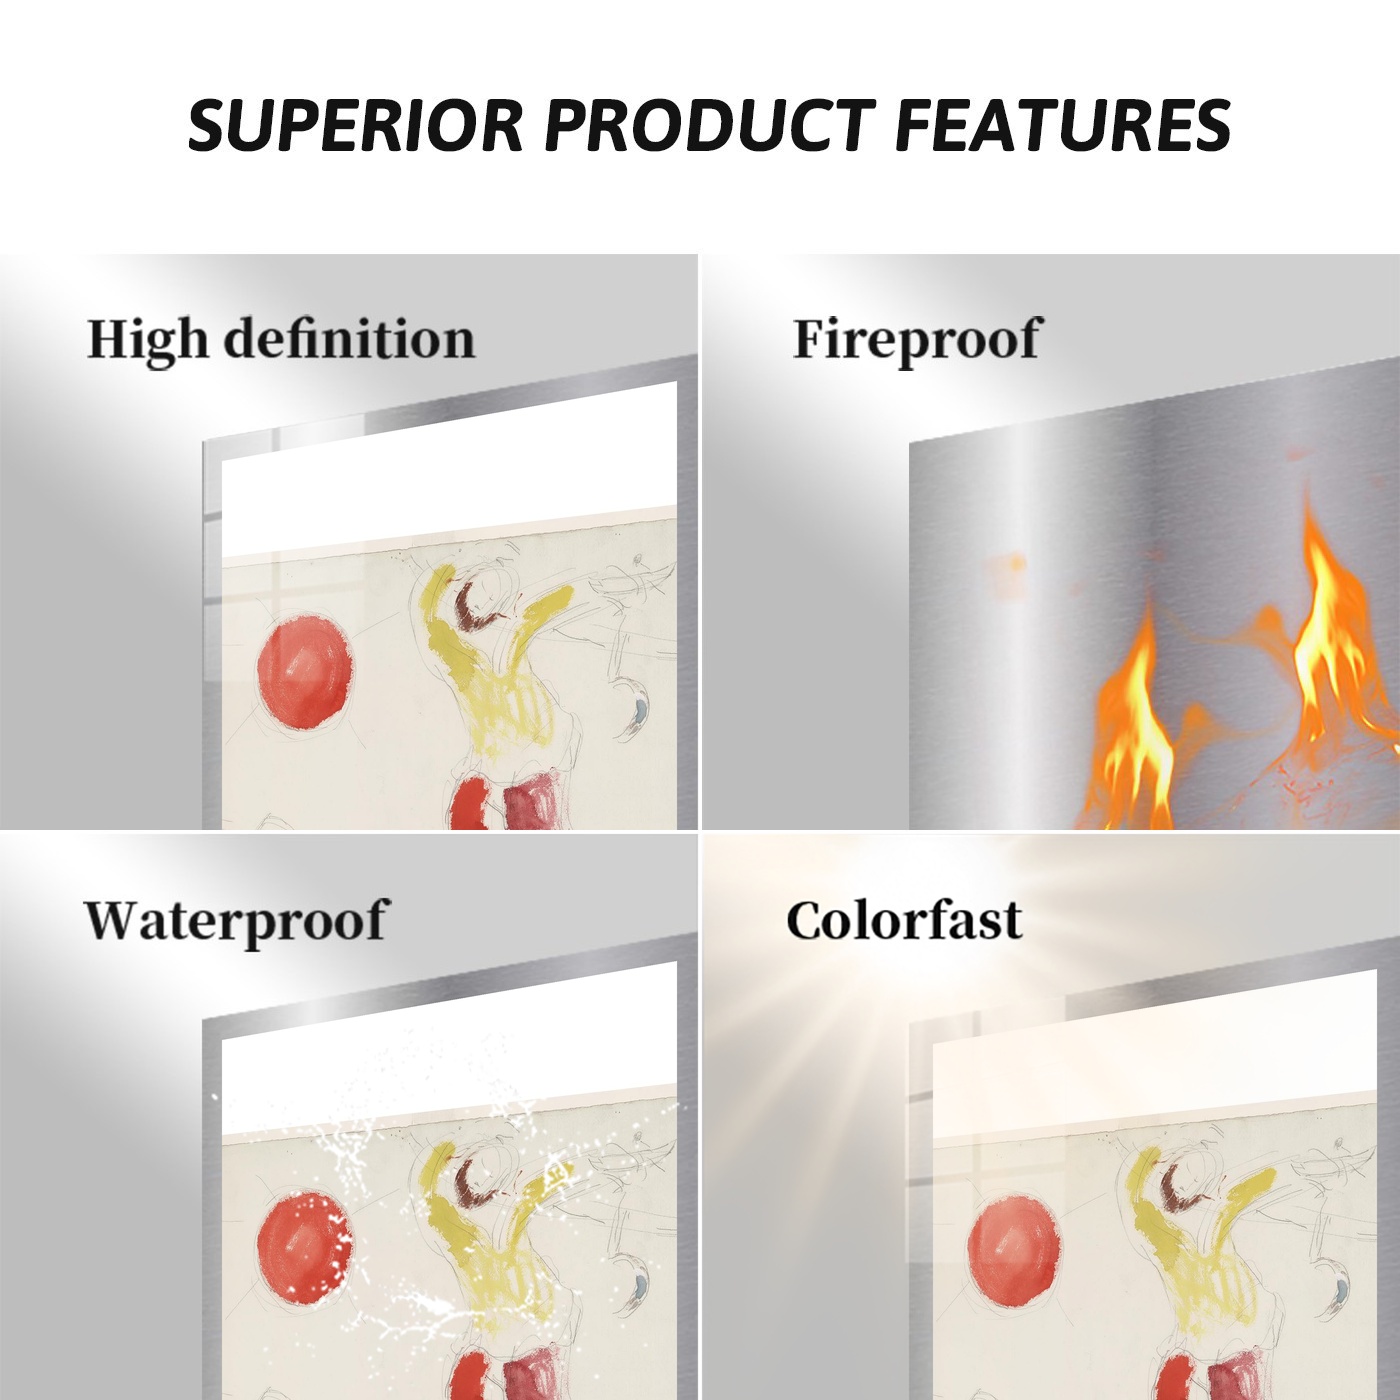 SUPERIOR PRODUCT FEATURES
High definition
Fireproof
Waterproof
Colorfast